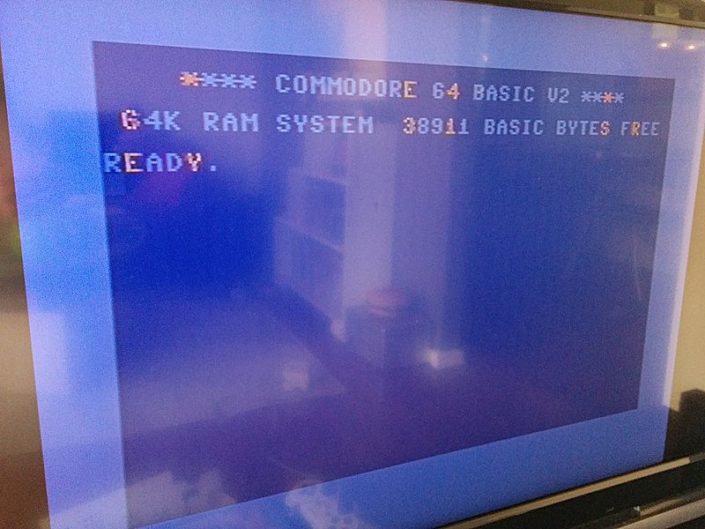 **** COMMODORE 64 BASIC V2 ****
64K RAM SYSTEM 38911 BASIC BYTES FREE
READY.